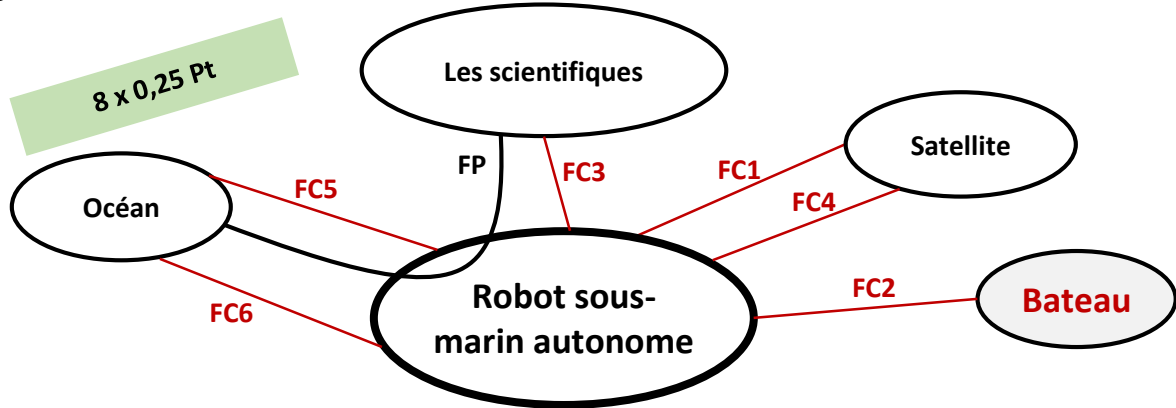 8 x 0,25 Pt
Les scientifiques
Satellite
Océan
FP
FC3
FC1
FC4
FC5
FC6
FC2
Robot sous-
marin autonome
Bateau